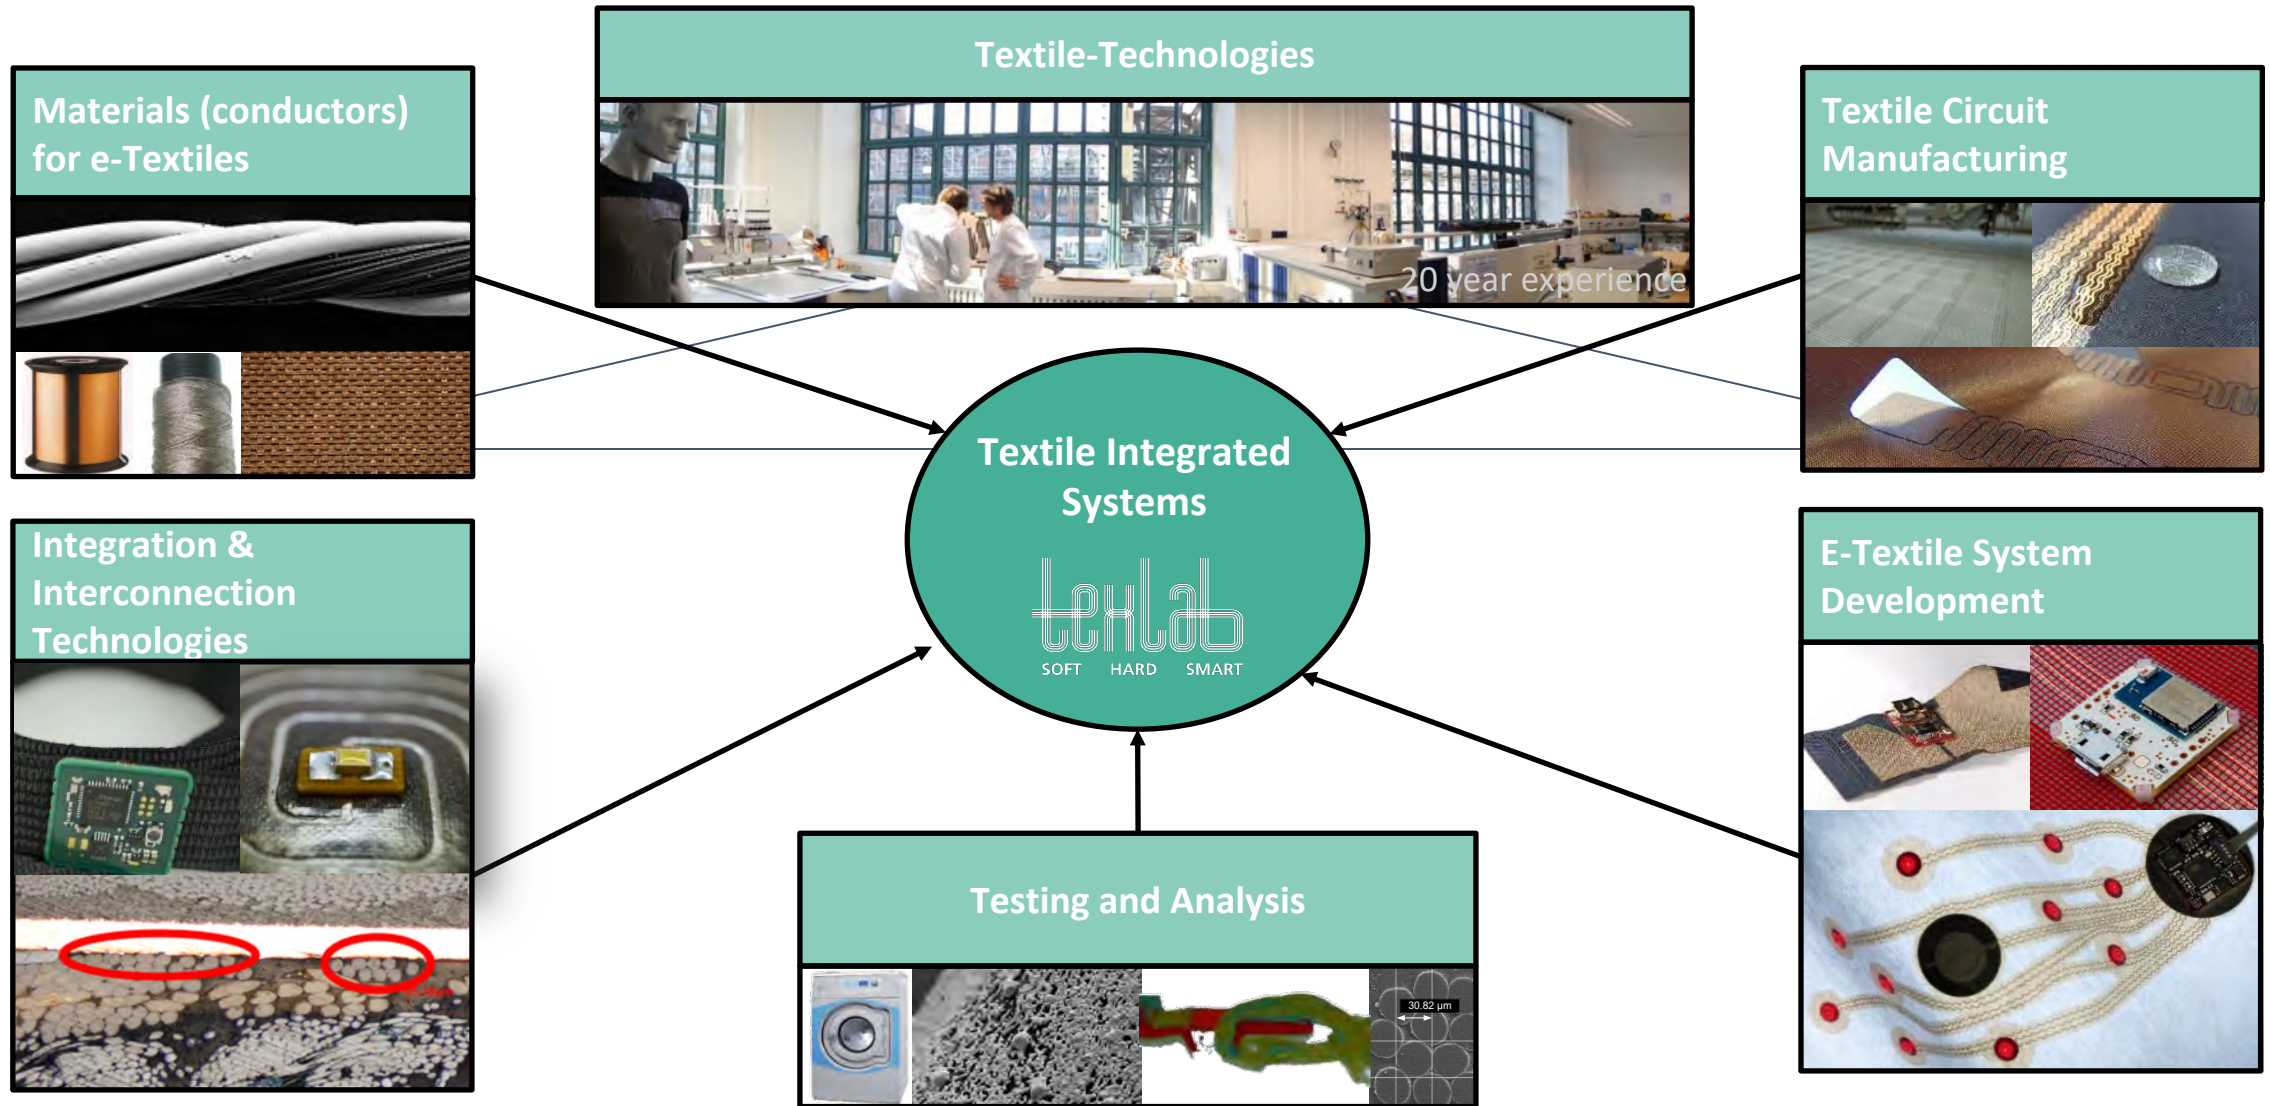 Textile-Technologies
20 year experience
Materials (conductors)
for e-Textiles
Textile Circuit
Manufacturing
Textile Integrated
Systems
texlab
SOFT HARD SMART
Integration &
Interconnection
Technologies
E-Textile System
Development
Testing and Analysis
30.82 µm